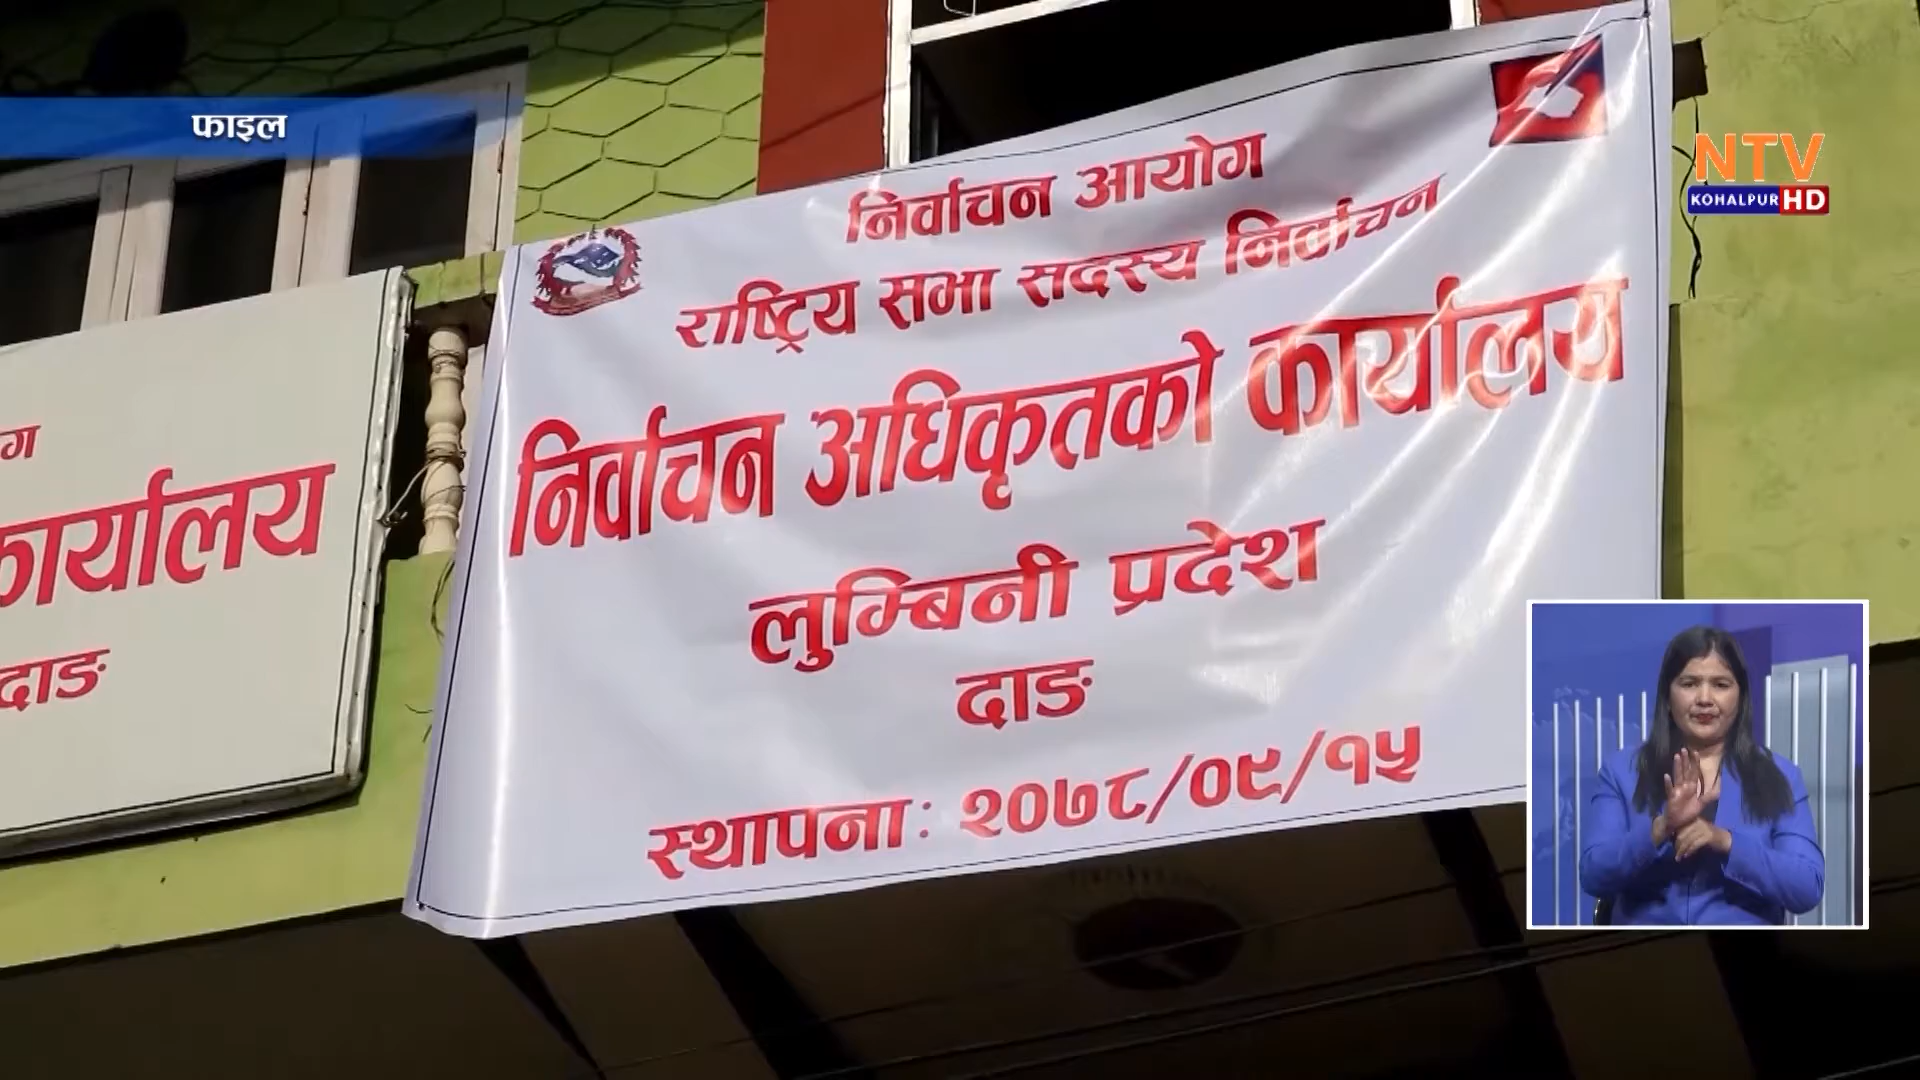 फाइल
NTV
KOHALPUR HD
निर्वाचन आयोग
राष्ट्रिय सभा सदस्य निर्वाचन
निर्वाचन अधिकृतको कार्यालय
लुम्बिनी प्रदेश
दाङ
स्थापना: २०७८/०९/१५
कार्यालय
दाङ